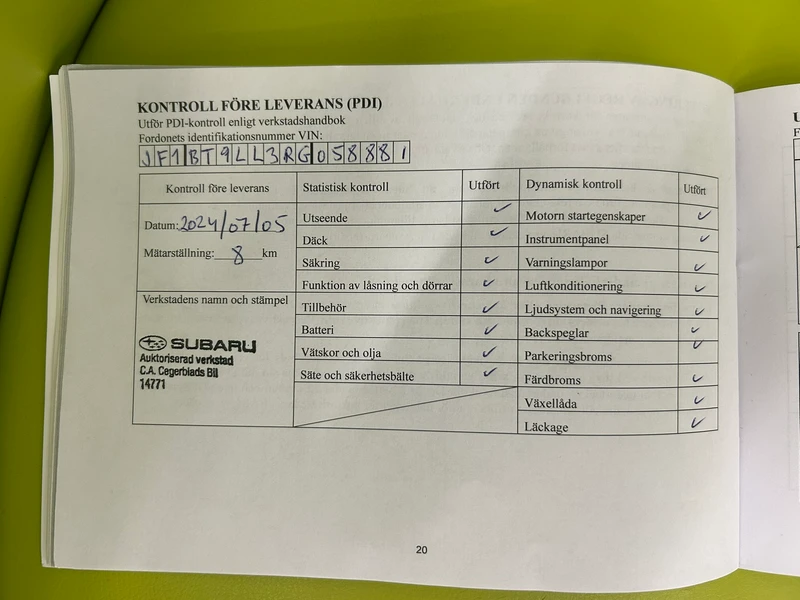 KONTROLL FÖRE LEVERANS (PDI)
Utför PDI-kontroll enligt verkstadshandbok
Fordonets identifikationsnummer VIN:
JF1BT9LL3RG058881
Kontroll före leverans
Datum: 2024/07/05
Mätarställning: 8 km
Verkstadens namn och stämpel
SUBARU
Auktoriserad verkstad
C.A. Cegerblads Bil
14771
Statistisk kontroll Utfört
Utseende ✓
Däck ✓
Säkring ✓
Funktion av låsning och dörrar ✓
Tillbehör ✓
Batteri ✓
Vätskor och olja ✓
Säte och säkerhetsbälte ✓
Dynamisk kontroll Utfört
Motorn startegenskaper ✓
Instrumentpanel ✓
Varningslampor ✓
Luftkonditionering ✓
Ljudsystem och navigering ✓
Backspeglar ✓
Parkeringsbroms ✓
Färdbroms ✓
Växellåda ✓
Läckage ✓
20